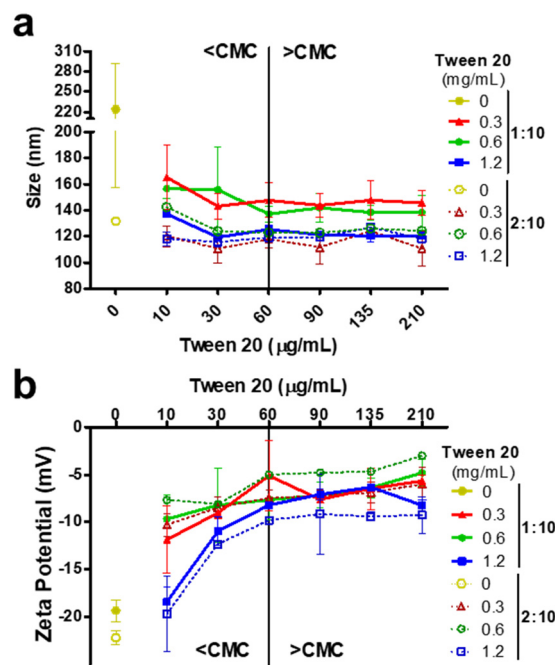 a
<CMC >CMC
Size (nm)
310
280
250
220
200
180
160
140
120
100
80
0 10 30 60 90 135 210
Tween 20 (µg/mL)
Tween 20
(mg/mL)
0
0.3
0.6
1.2
1:10
0
0.3
0.6
1.2
2:10
b
Tween 20 (µg/mL)
0 10 30 60 90 135 210
Zeta Potential (mV)
0
-5
-10
-15
-20
<CMC >CMC
Tween 20
(mg/mL)
0
0.3
0.6
1.2
1:10
0
0.3
0.6
1.2
2:10